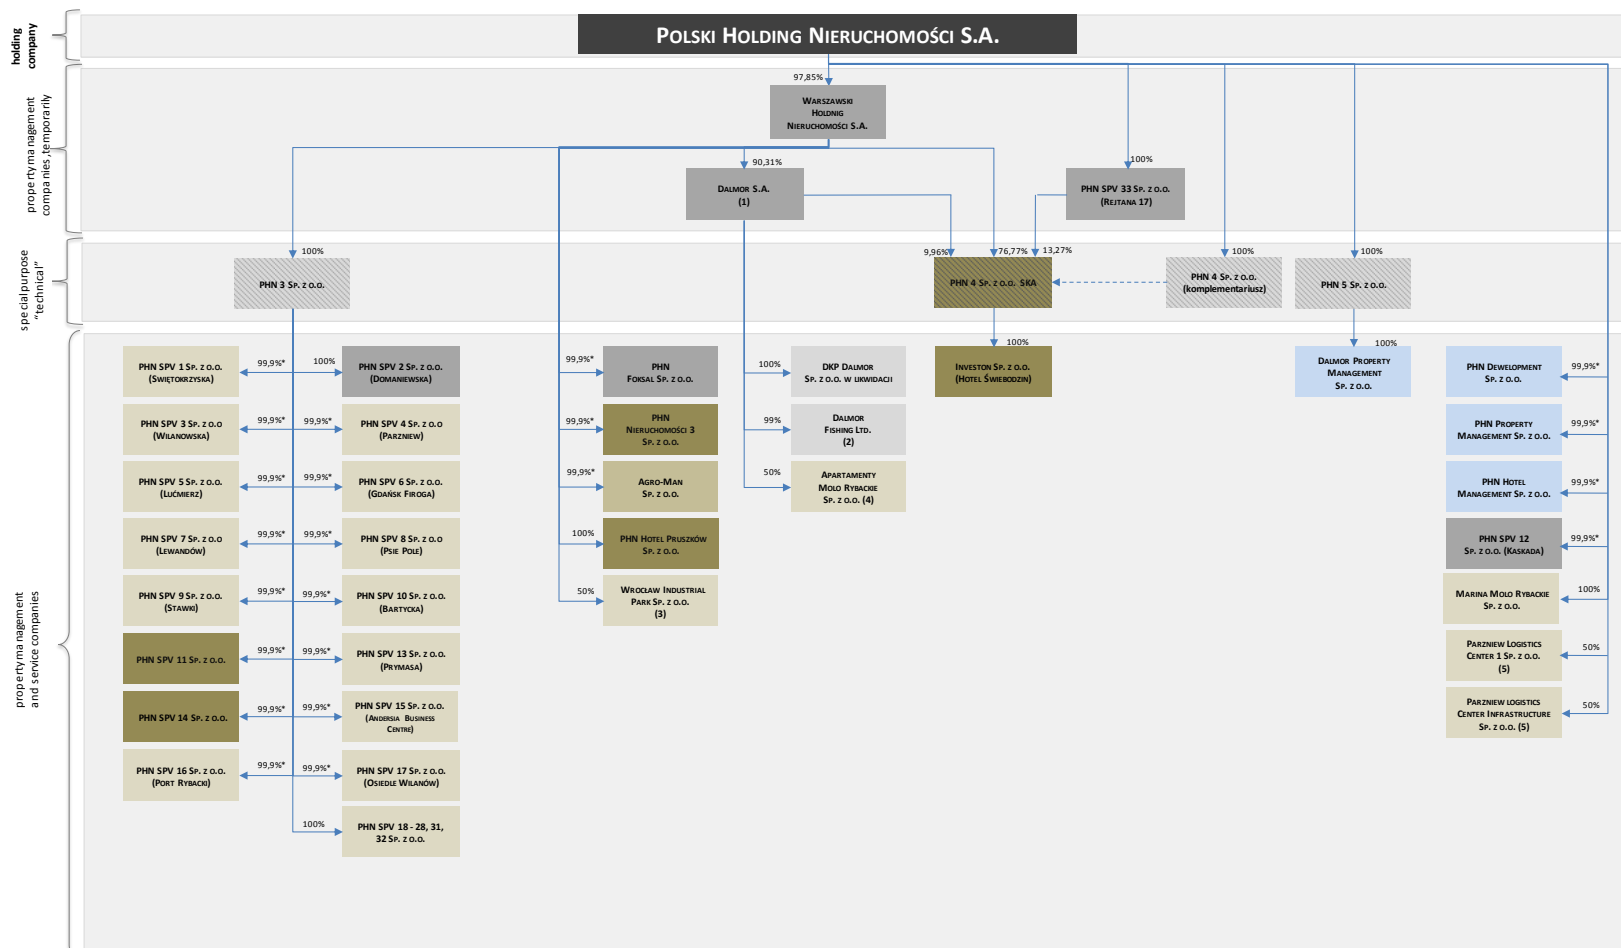 holding
company
POLSKI HOLDING NIERUCHOMOŚCI S.A.
property management
companies, temporarily
97,85%
WARSZAWSKI
HOLDNIG
NIERUCHOMOŚCI S.A.
90,31%
DALMOR S.A.
(1)
100%
PHN SPV 33 SP. Z O.O.
(REJTANA 17)
special purpose
"technical"
100%
PHN 3 SP. Z O.O.
9,96%
76,77%
13,27%
PHN 4 SP. Z O.O. SKA
100%
PHN 4 SP. Z O.O.
(komplementariusz)
100%
PHN 5 SP. Z O.O.
property management
and service companies
PHN SPV 1 SP. Z O.O.
(ŚWIĘTOKRZYSKA)
99,9%*
100%
PHN SPV 2 SP. Z O.O.
(DOMANIEWSKA)
PHN SPV 3 SP. Z O.O
(WILANOWSKA)
99,9%*
99,9%*
PHN SPV 4 SP. Z O.O
(PARZNIEW)
PHN SPV 5 SP. Z O.O.
(LUĆMIERZ)
99,9%*
99,9%*
PHN SPV 6 SP. Z O.O.
(GDAŃSK FIROGA)
PHN SPV 7 SP. Z O.O
(LEWANDÓW)
99,9%*
99,9%*
PHN SPV 8 SP. Z O.O
(PSIE POLE)
PHN SPV 9 SP. Z O.O.
(STAWKI)
99,9%*
99,9%*
PHN SPV 10 SP. Z O.O.
(BARTYCKA)
PHN SPV 11 SP. Z O.O.
99,9%*
99,9%*
PHN SPV 13 SP. Z O.O.
(PRYMASA)
PHN SPV 14 SP. Z O.O.
99,9%*
99,9%*
PHN SPV 15 SP. Z O.O.
(ANDERSIA BUSINESS
CENTRE)
PHN SPV 16 SP. Z O.O.
(PORT RYBACKI)
99,9%*
99,9%*
PHN SPV 17 SP. Z O.O.
(OSIEDLE WILANÓW)
100%
PHN SPV 18 - 28, 31,
32 SP. Z O.O.
99,9%*
PHN
FOKSAL SP. Z O.O.
99,9%*
PHN
NIERUCHOMOŚCI 3
SP. Z O.O.
99,9%*
AGRO-MAN
SP. Z O.O.
100%
PHN HOTEL PRUSZKÓW
SP. Z O.O.
50%
WROCŁAW INDUSTRIAL
PARK SP. Z O.O.
(3)
100%
DKP DALMOR
SP. Z O.O. W LIKWIDACJI
99%
DALMOR
FISHING LTD.
(2)
50%
APARTAMENTY
MOLO RYBACKIE
SP. Z O.O. (4)
100%
INVESTON SP. Z O.O.
(HOTEL ŚWIEBODZIN)
100%
DALMOR PROPERTY
MANAGEMENT
SP. Z O.O.
PHN DEWELOPMENT
SP. Z O.O.
99,9%*
PHN PROPERTY
MANAGEMENT SP. Z O.O.
99,9%*
PHN HOTEL
MANAGEMENT SP. Z O.O.
99,9%*
PHN SPV 12
SP. Z O.O. (KASKADA)
99,9%*
MARINA MOLO RYBACKIE
SP. Z O.O.
100%
PARZNIEW LOGISTICS
CENTER 1 SP. Z O.O.
(5)
50%
PARZNIEW LOGISTICS
CENTER INFRASTRUCTURE
SP. Z O.O. (5)
50%